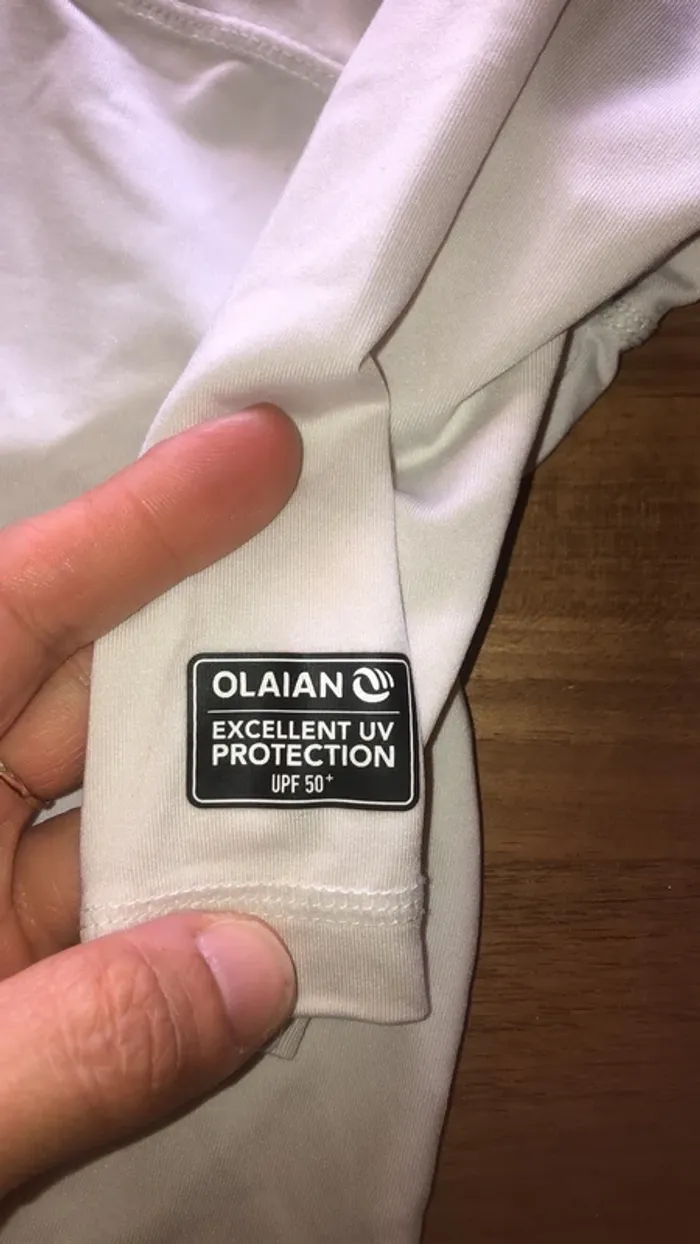 OLAIAN
EXCELLENT UV
PROTECTION
UPF 50+